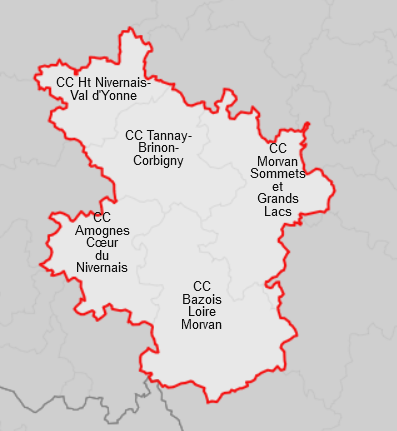 CC Ht Nivernais-
Val d'Yonne
CC Tannay-
Brinon-
Corbigny
CC
Morvan
Sommets
et
Grands
Lacs
CC
Amognes
Cœur
du
Nivernais
CC
Bazois
Loire
Morvan